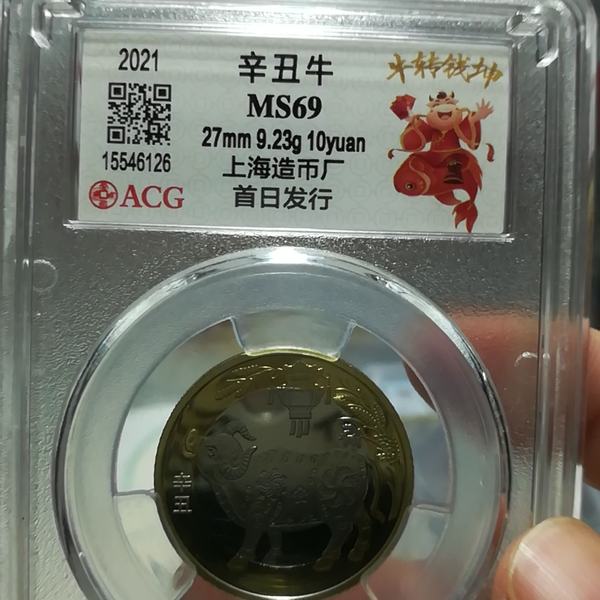 2021
15546126
ACG
辛丑牛
MS69
27mm 9.23g 10yuan
上海造币厂
首日发行
牛转钱坤
辛丑